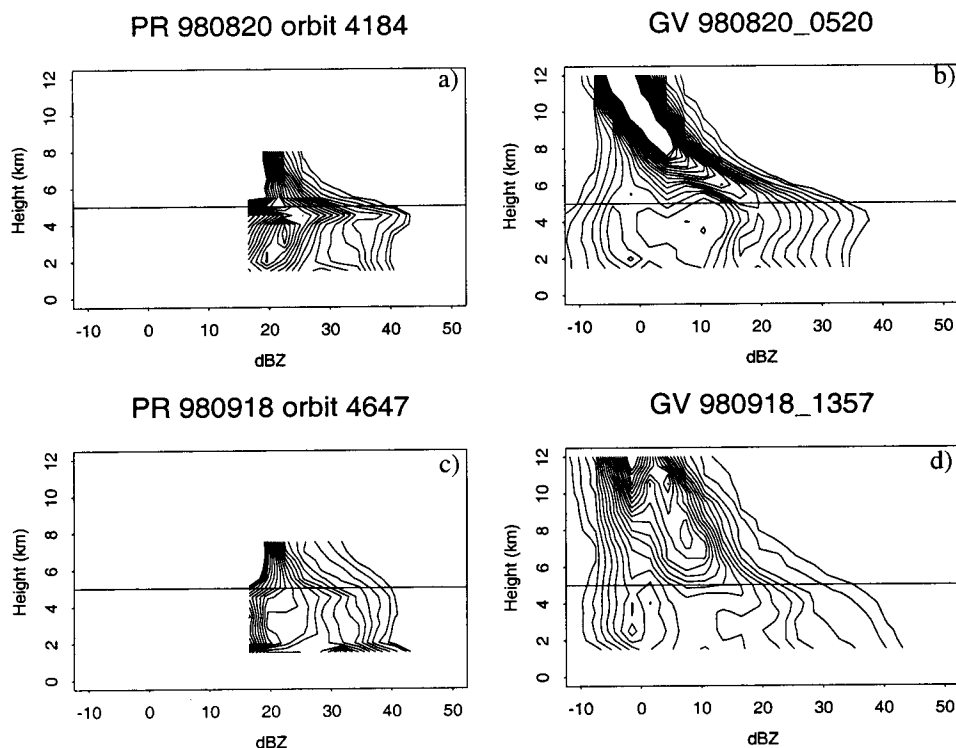 PR 980820 orbit 4184
GV 980820_0520
a)
12
10
8
6
4
2
0
Height (km)
-10 0 10 20 30 40 50
dBZ
b)
12
10
8
6
4
2
0
Height (km)
-10 0 10 20 30 40 50
dBZ
PR 980918 orbit 4647
GV 980918_1357
c)
12
10
8
6
4
2
0
Height (km)
-10 0 10 20 30 40 50
dBZ
d)
12
10
8
6
4
2
0
Height (km)
-10 0 10 20 30 40 50
dBZ